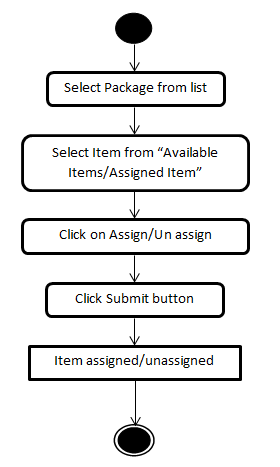 Select Package from list
Select Item from “Available
Items/Assigned Item”
Click on Assign/Un assign
Click Submit button
Item assigned/unassigned